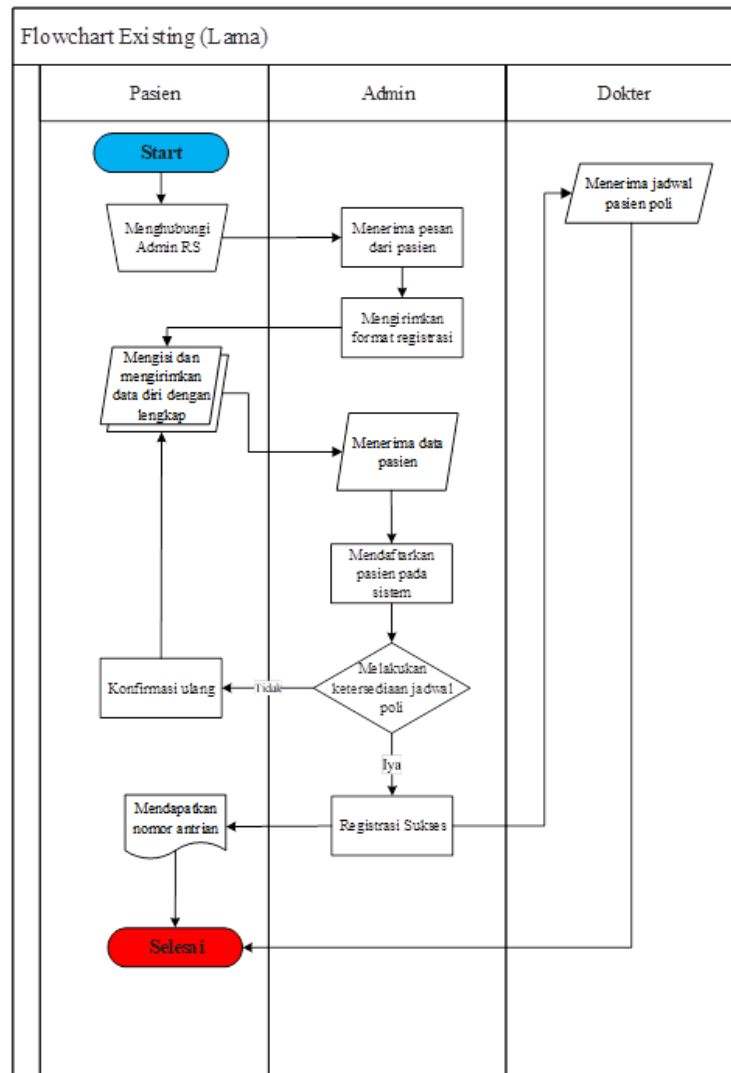 Flowchart Existing (Lama)
Pasien
Admin
Dokter
Start
Menghubungi
Admin RS
Menerima pesan
dari pasien
Menerima jadwal
pasien poli
Mengirimkan
format registrasi
Mengisi dan
mengirimkan
data diri dengan
lengkap
Menerima data
pasien
Mendaftarkan
pasien pada
sistem
Melakukan
ketersediaan jadwal
poli
Tidak
Konfirmasi ulang
Iya
Registrasi Sukses
Mendapatkan
nomor antrian
Selesai